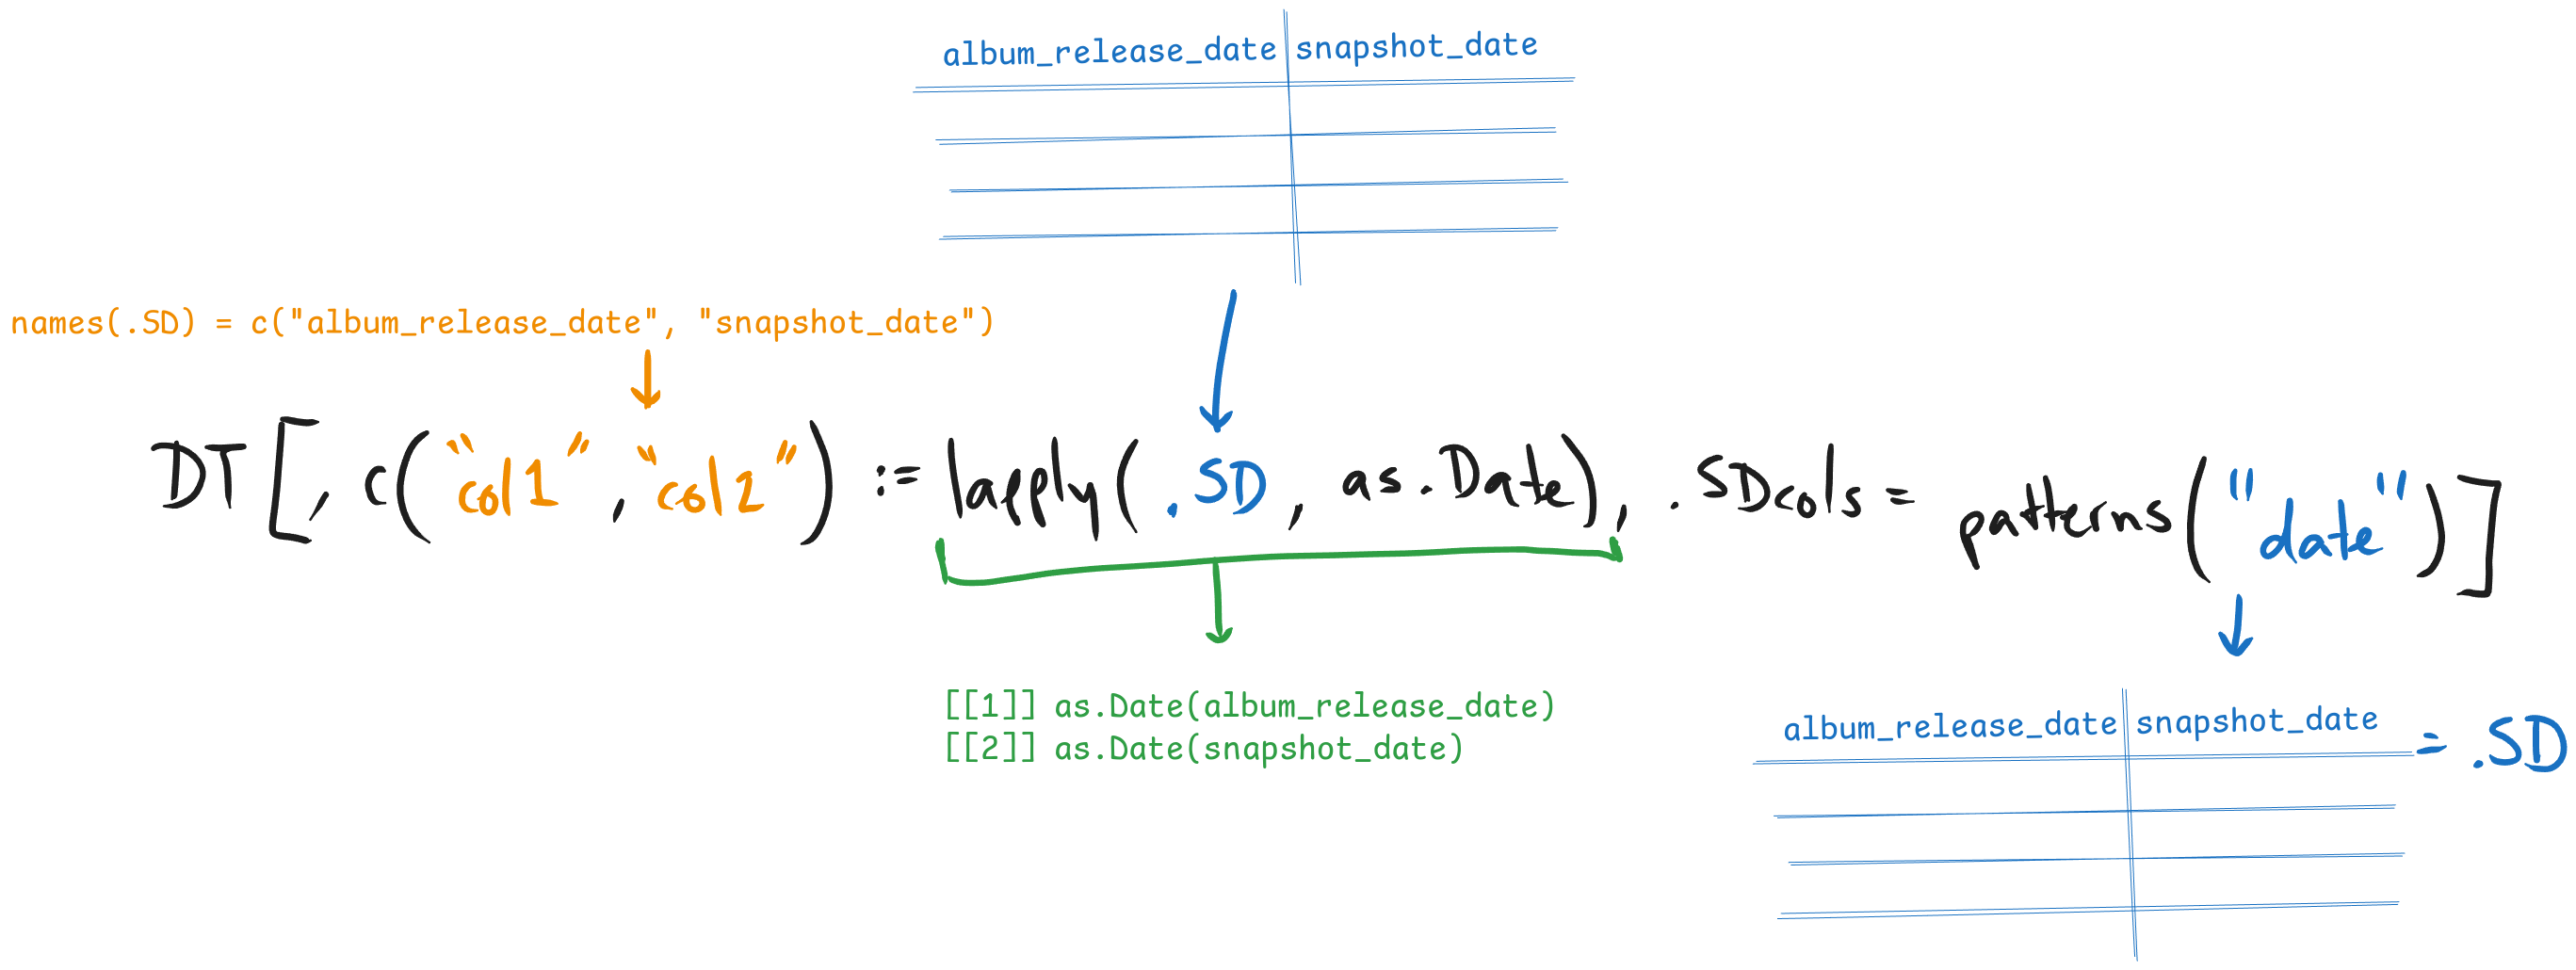 album_release_date snapshot_date
names(.SD) = c("album_release_date", "snapshot_date")
DT[, c("col1", "col2") := lapply(.SD, as.Date), .SDcols = patterns("date")]
[[1]] as.Date(album_release_date)
[[2]] as.Date(snapshot_date)
album_release_date snapshot_date = .SD